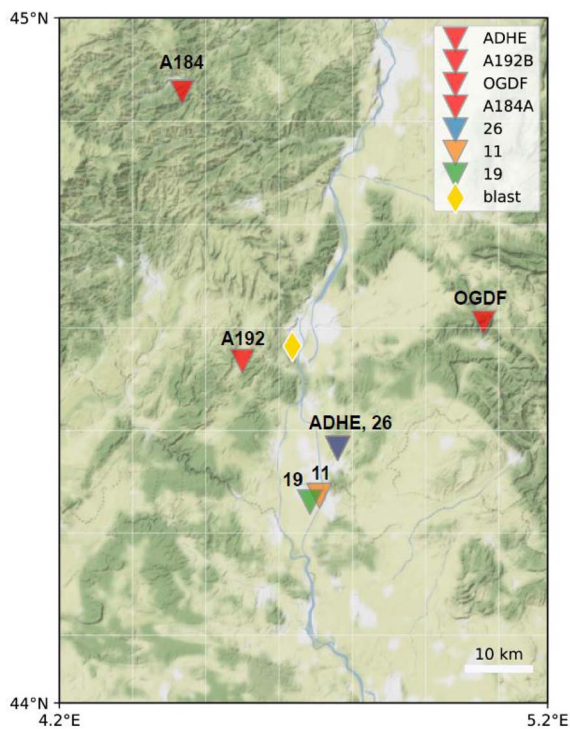 45°N
A184
ADHE
A192B
OGDF
A184A
26
11
19
blast
OGDF
A192
ADHE, 26
19 11
10 km
44°N
4.2°E 5.2°E